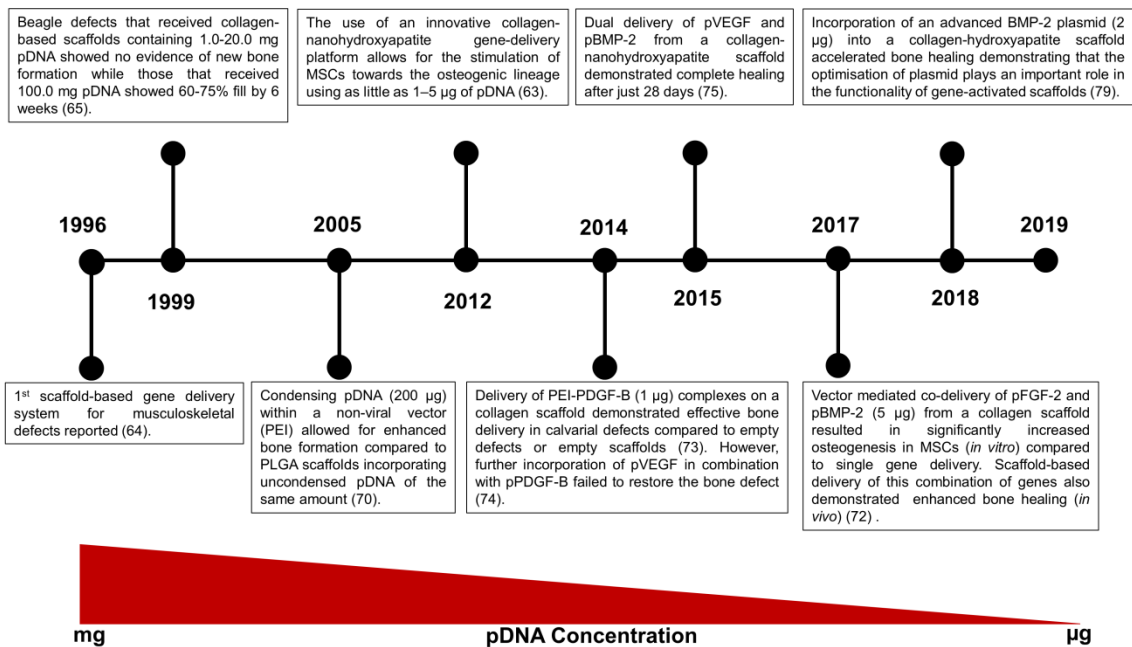 Beagle defects that received collagen-
based scaffolds containing 1.0-20.0 mg
pDNA showed no evidence of new bone
formation while those that received
100.0 mg pDNA showed 60-75% fill by 6
weeks (65).
The use of an innovative collagen-
nanohydroxyapatite gene-delivery
platform allows for the stimulation of
MSCs towards the osteogenic lineage
using as little as 1–5 µg of pDNA (63).
Dual delivery of pVEGF and
pBMP-2 from a collagen-
nanohydroxyapatite scaffold
demonstrated complete healing
after just 28 days (75).
Incorporation of an advanced BMP-2 plasmid (2
µg) into a collagen-hydroxyapatite scaffold
accelerated bone healing demonstrating that the
optimisation of plasmid plays an important role in
the functionality of gene-activated scaffolds (79).
1996
1999
2005
2012
2014
2015
2017
2018
2019
1st scaffold-based gene delivery
system for musculoskeletal
defects reported (64).
Condensing pDNA (200 µg)
within a non-viral vector
(PEI) allowed for enhanced
bone formation compared to
PLGA scaffolds incorporating
uncondensed pDNA of the
same amount (70).
Delivery of PEI-PDGF-B (1 µg) complexes on a
collagen scaffold demonstrated effective bone
delivery in calvarial defects compared to empty
defects or empty scaffolds (73). However,
further incorporation of pVEGF in combination
with pPDGF-B failed to restore the bone defect
(74).
Vector mediated co-delivery of pFGF-2 and
pBMP-2 (5 µg) from a collagen scaffold
resulted in significantly increased
osteogenesis in MSCs (in vitro) compared
to single gene delivery. Scaffold-based
delivery of this combination of genes also
demonstrated enhanced bone healing (in
vivo) (72) .
mg
pDNA Concentration
µg